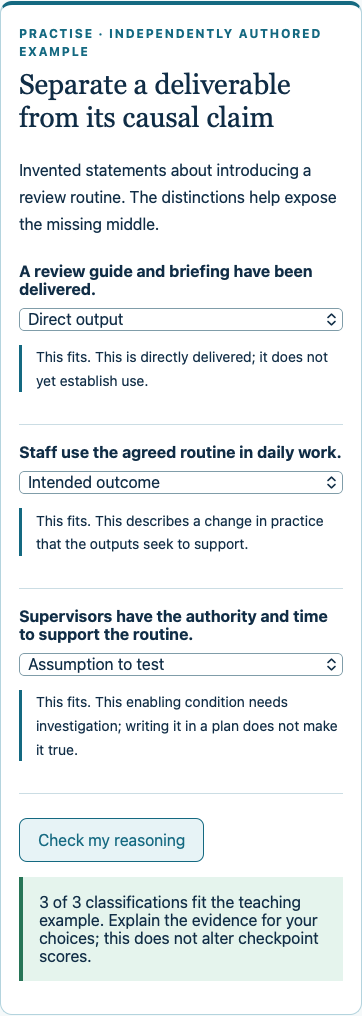 PRACTISE · INDEPENDENTLY AUTHORED
EXAMPLE
Separate a deliverable
from its causal claim
Invented statements about introducing a
review routine. The distinctions help expose
the missing middle.
A review guide and briefing have been
delivered.
Direct output
This fits. This is directly delivered; it does not
yet establish use.
Staff use the agreed routine in daily work.
Intended outcome
This fits. This describes a change in practice
that the outputs seek to support.
Supervisors have the authority and time
to support the routine.
Assumption to test
This fits. This enabling condition needs
investigation; writing it in a plan does not make
it true.
Check my reasoning
3 of 3 classifications fit the teaching
example. Explain the evidence for your
choices; this does not alter checkpoint
scores.